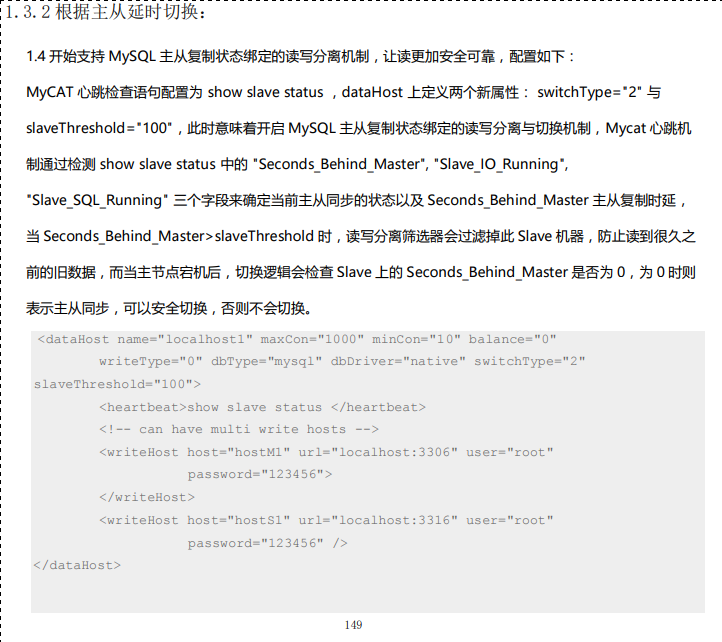 1.3.2根据主从延时切换：
1.4 开始支持 MySQL 主从复制状态绑定的读写分离机制，让读更加安全可靠，配置如下：
MyCAT 心跳检查语句配置为 show slave status ，dataHost 上定义两个新属性： switchType="2" 与
slaveThreshold="100"，此时意味着开启 MySQL 主从复制状态绑定的读写分离与切换机制，Mycat 心跳机
制通过检测 show slave status 中的 "Seconds_Behind_Master", "Slave_IO_Running",
"Slave_SQL_Running" 三个字段来确定当前主从同步的状态以及 Seconds_Behind_Master 主从复制时延，
当 Seconds_Behind_Master>slaveThreshold 时，读写分离筛选器会过滤掉此 Slave 机器，防止读到很久之
前的旧数据，而当主节点宕机后，切换逻辑会检查 Slave 上的 Seconds_Behind_Master 是否为 0，为 0 时则
表示主从同步，可以安全切换，否则不会切换。
<dataHost name="localhost1" maxCon="1000" minCon="10" balance="0"
writeType="0" dbType="mysql" dbDriver="native" switchType="2"
slaveThreshold="100">
<heartbeat>show slave status </heartbeat>
<!-- can have multi write hosts -->
<writeHost host="hostM1" url="localhost:3306" user="root"
password="123456">
</writeHost>
<writeHost host="hostS1" url="localhost:3316" user="root"
password="123456" />
</dataHost>
149